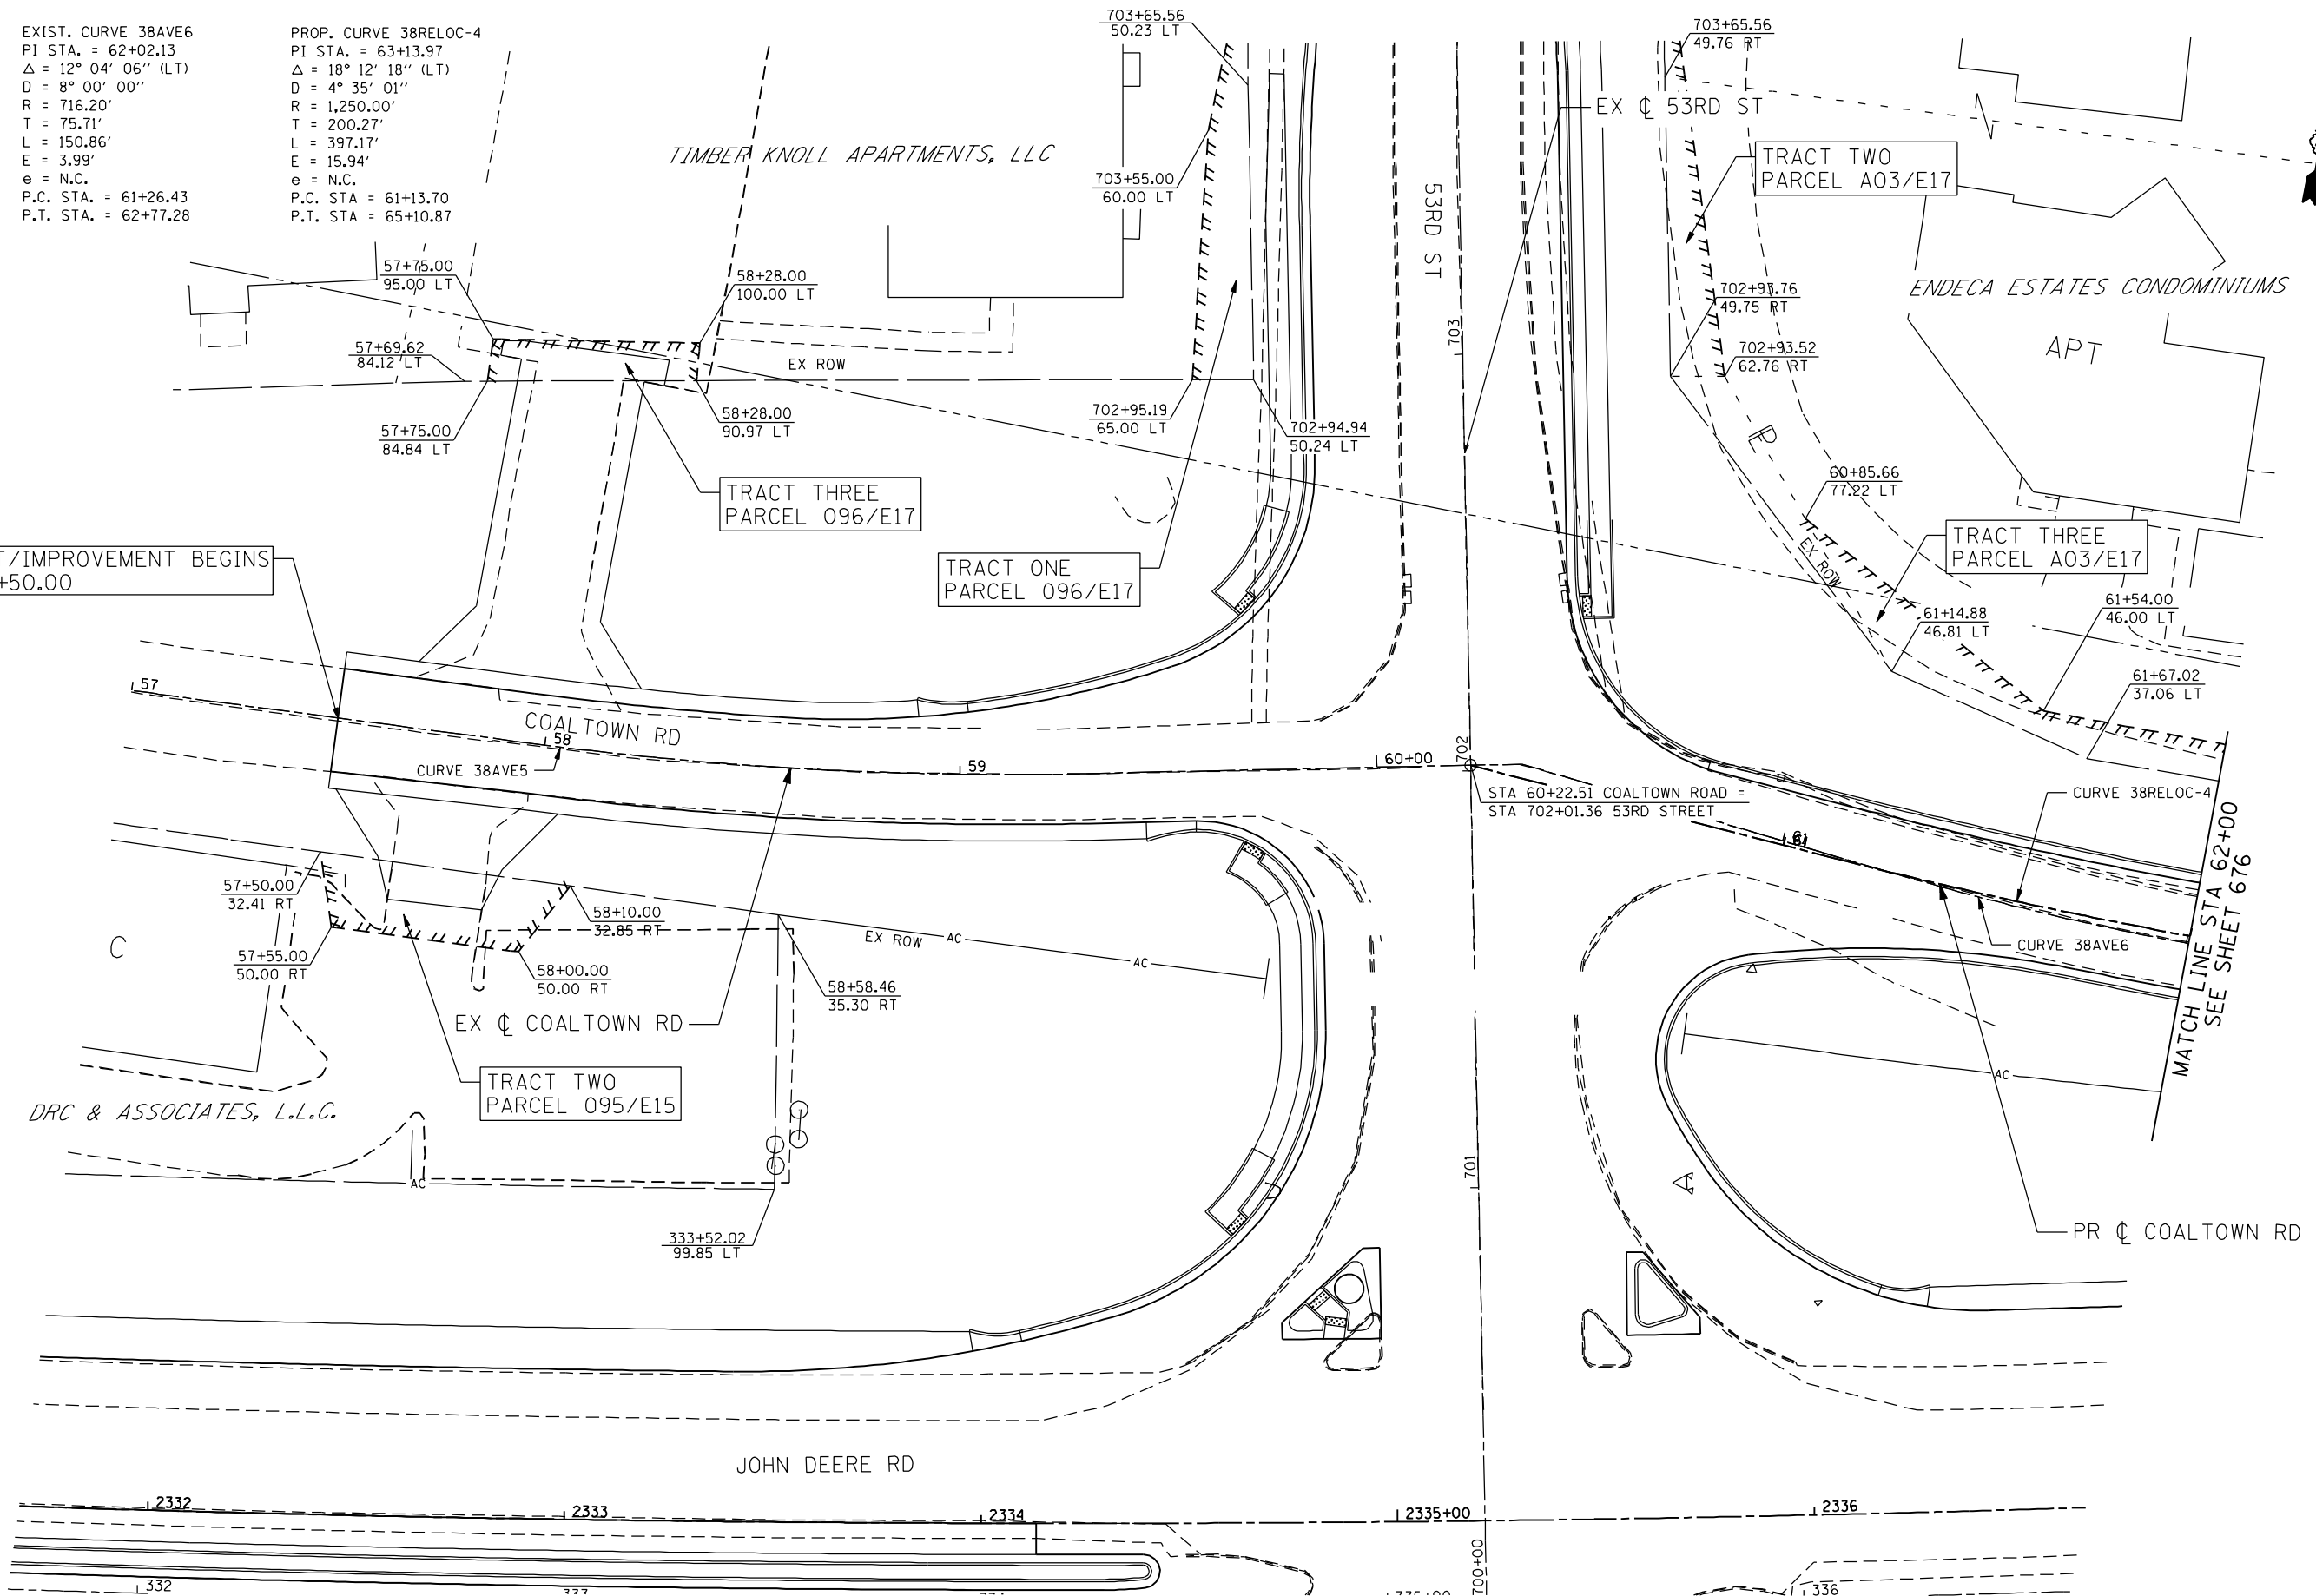 EXIST. CURVE 38AVE6
PI STA. = 62+02.13
Δ = 12° 04' 06" (LT)
D = 8° 00' 00"
R = 716.20'
T = 75.71'
L = 150.86'
E = 3.99'
e = N.C.
P.C. STA. = 61+26.43
P.T. STA. = 62+77.28
PROP. CURVE 38RELOC-4
PI STA. = 63+13.97
Δ = 18° 12' 18" (LT)
D = 4° 35' 01"
R = 1,250.00'
T = 200.27'
L = 397.17'
E = 15.94'
e = N.C.
P.C. STA = 61+13.70
P.T. STA = 65+10.87
703+65.56
50.23 LT
703+65.56
49.76 RT
EX ℄ 53RD ST
TIMBER KNOLL APARTMENTS, LLC
TRACT TWO
PARCEL A03/E17
703+55.00
60.00 LT
53RD ST
57+75.00
95.00 LT
58+28.00
100.00 LT
702+93.76
49.75 RT
ENDECA ESTATES CONDOMINIUMS
APT
57+69.62
84.12 LT
EX ROW
703
702+93.52
62.76 RT
57+75.00
84.84 LT
58+28.00
90.97 LT
702+95.19
65.00 LT
702+94.94
50.24 LT
P
TRACT THREE
PARCEL 096/E17
60+85.66
77.22 LT
TRACT THREE
PARCEL A03/E17
EX ROW
T/IMPROVEMENT BEGINS
+50.00
TRACT ONE
PARCEL 096/E17
61+14.88
46.81 LT
61+54.00
46.00 LT
61+67.02
37.06 LT
57
COALTOWN RD
58
CURVE 38AVE5
59
60+00
702
STA 60+22.51 COALTOWN ROAD =
STA 702+01.36 53RD STREET
CURVE 38RELOC-4
61
MATCH LINE STA 62+00
SEE SHEET 676
57+50.00
32.41 RT
58+10.00
32.85 RT
EX ROW
AC
AC
C
57+55.00
50.00 RT
58+00.00
50.00 RT
58+58.46
35.30 RT
CURVE 38AVE6
EX ℄ COALTOWN RD
AC
TRACT TWO
PARCEL 095/E15
DRC & ASSOCIATES, L.L.C.
AC
701
333+52.02
99.85 LT
PR ℄ COALTOWN RD
JOHN DEERE RD
2332
2333
2334
2335+00
2336
700+00
332
333
334
335+00
336